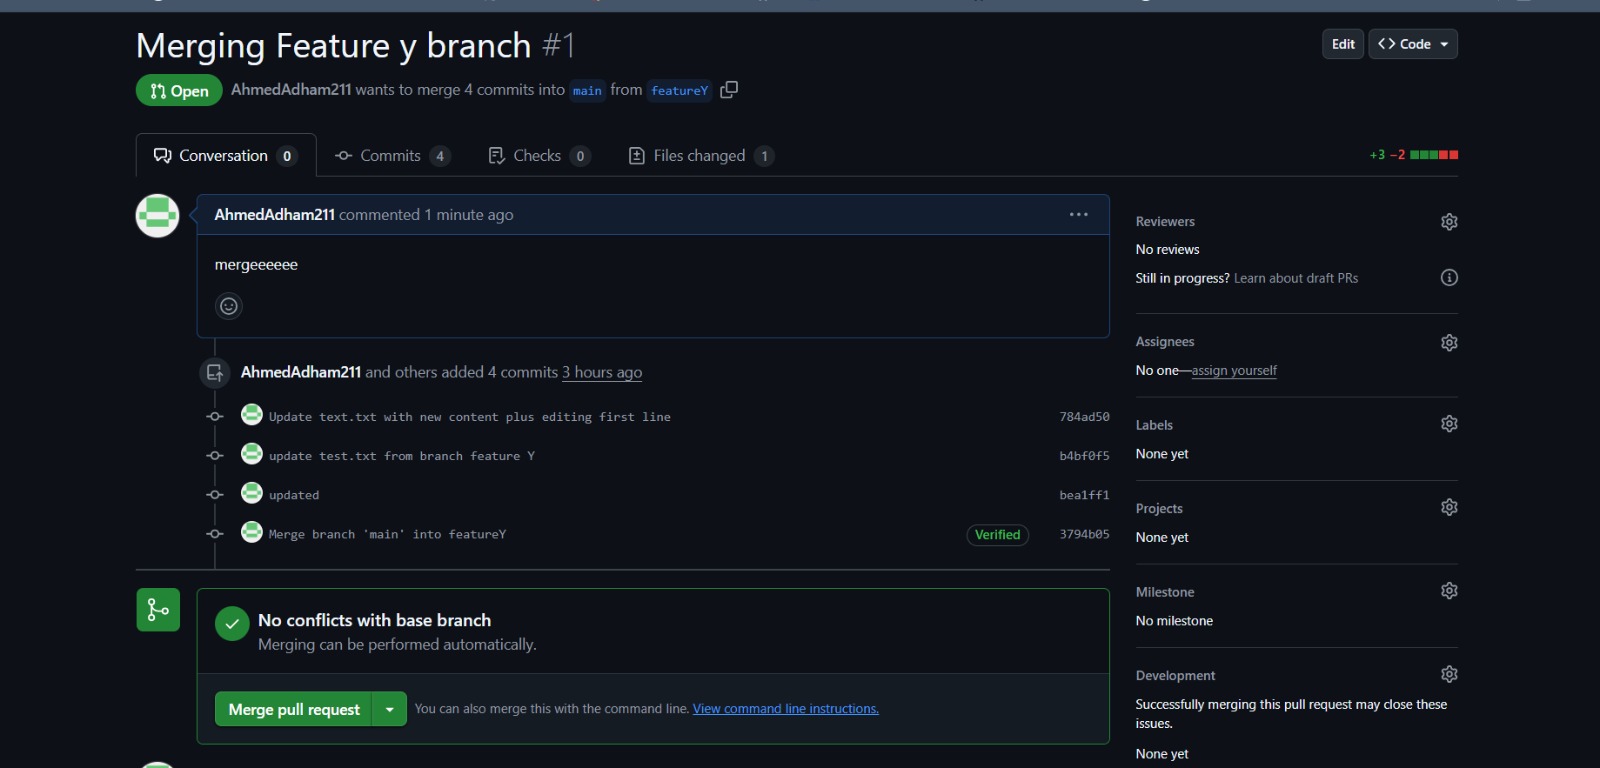 Merging Feature y branch #1
Edit
<> Code
Open
AhmedAdham211 wants to merge 4 commits into main from featureY
Conversation 0
Commits 4
Checks 0
Files changed 1
+3 −2
AhmedAdham211 commented 1 minute ago
mergeeeeee
AhmedAdham211 and others added 4 commits 3 hours ago
Update text.txt with new content plus editing first line 784ad50
update test.txt from branch feature Y b4bf0f5
updated bea1ff1
Merge branch 'main' into featureY Verified 3794b05
No conflicts with base branch
Merging can be performed automatically.
Merge pull request
You can also merge this with the command line. View command line instructions.
Reviewers
No reviews
Still in progress? Learn about draft PRs
Assignees
No one—assign yourself
Labels
None yet
Projects
None yet
Milestone
No milestone
Development
Successfully merging this pull request may close these
issues.
None yet